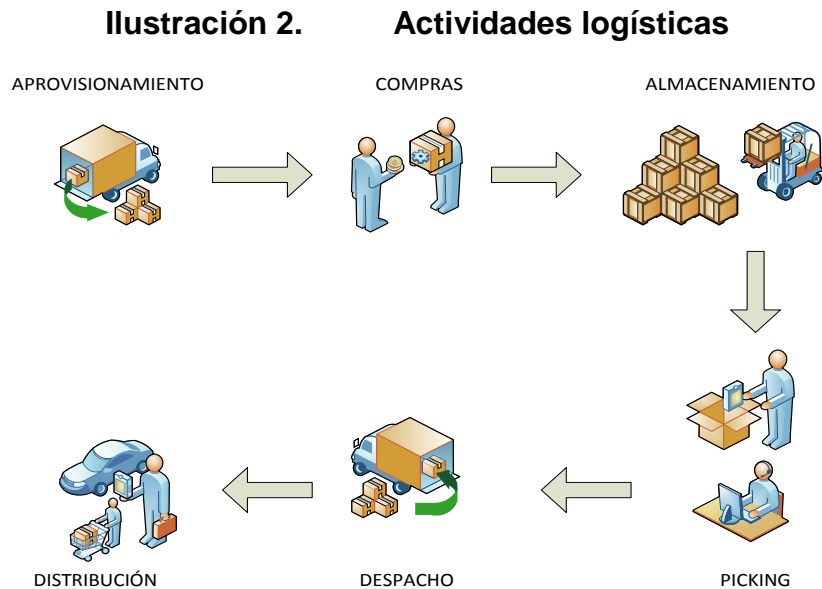 Ilustración 2. Actividades logísticas
APROVISIONAMIENTO COMPRAS ALMACENAMIENTO
DISTRIBUCIÓN DESPACHO PICKING